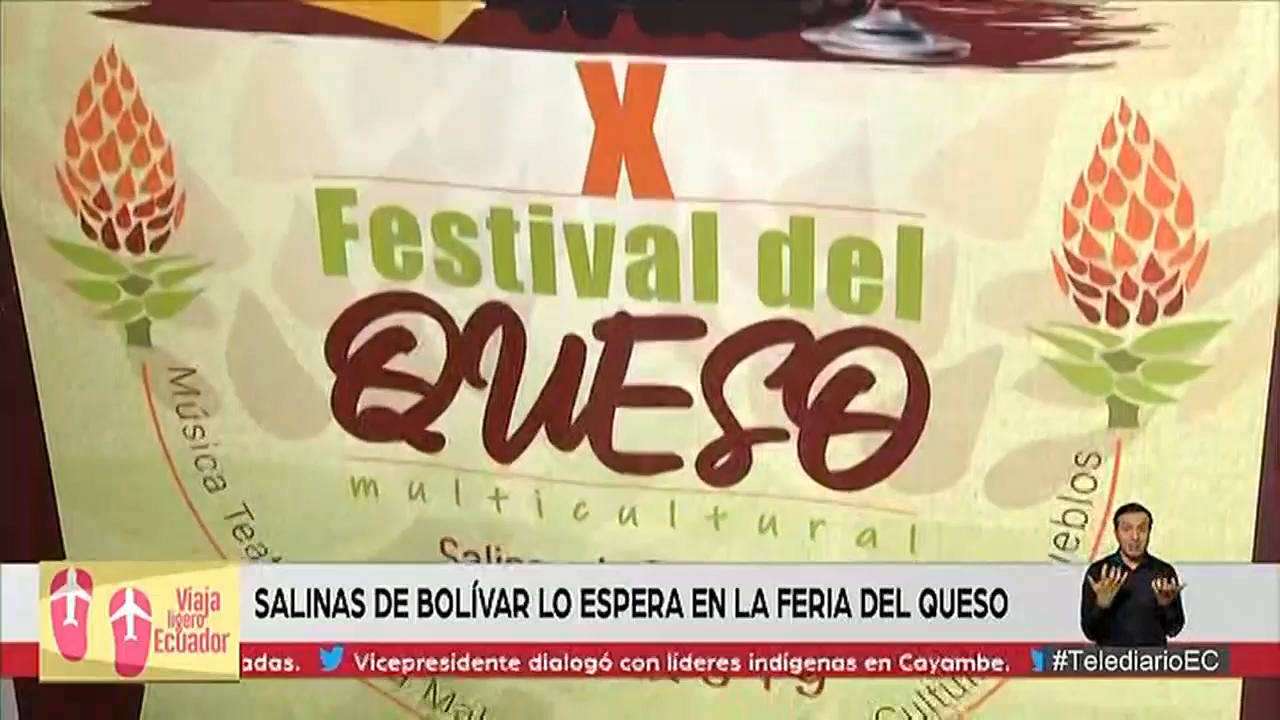 X
Festival del
QUESO
multicultural
Música
SALINAS DE BOLÍVAR LO ESPERA EN LA FERIA DEL QUESO
Viaja
ligero
Ecuador
adas. Vicepresidente dialogó con líderes indígenas en Cayambe. #TelediarioEC